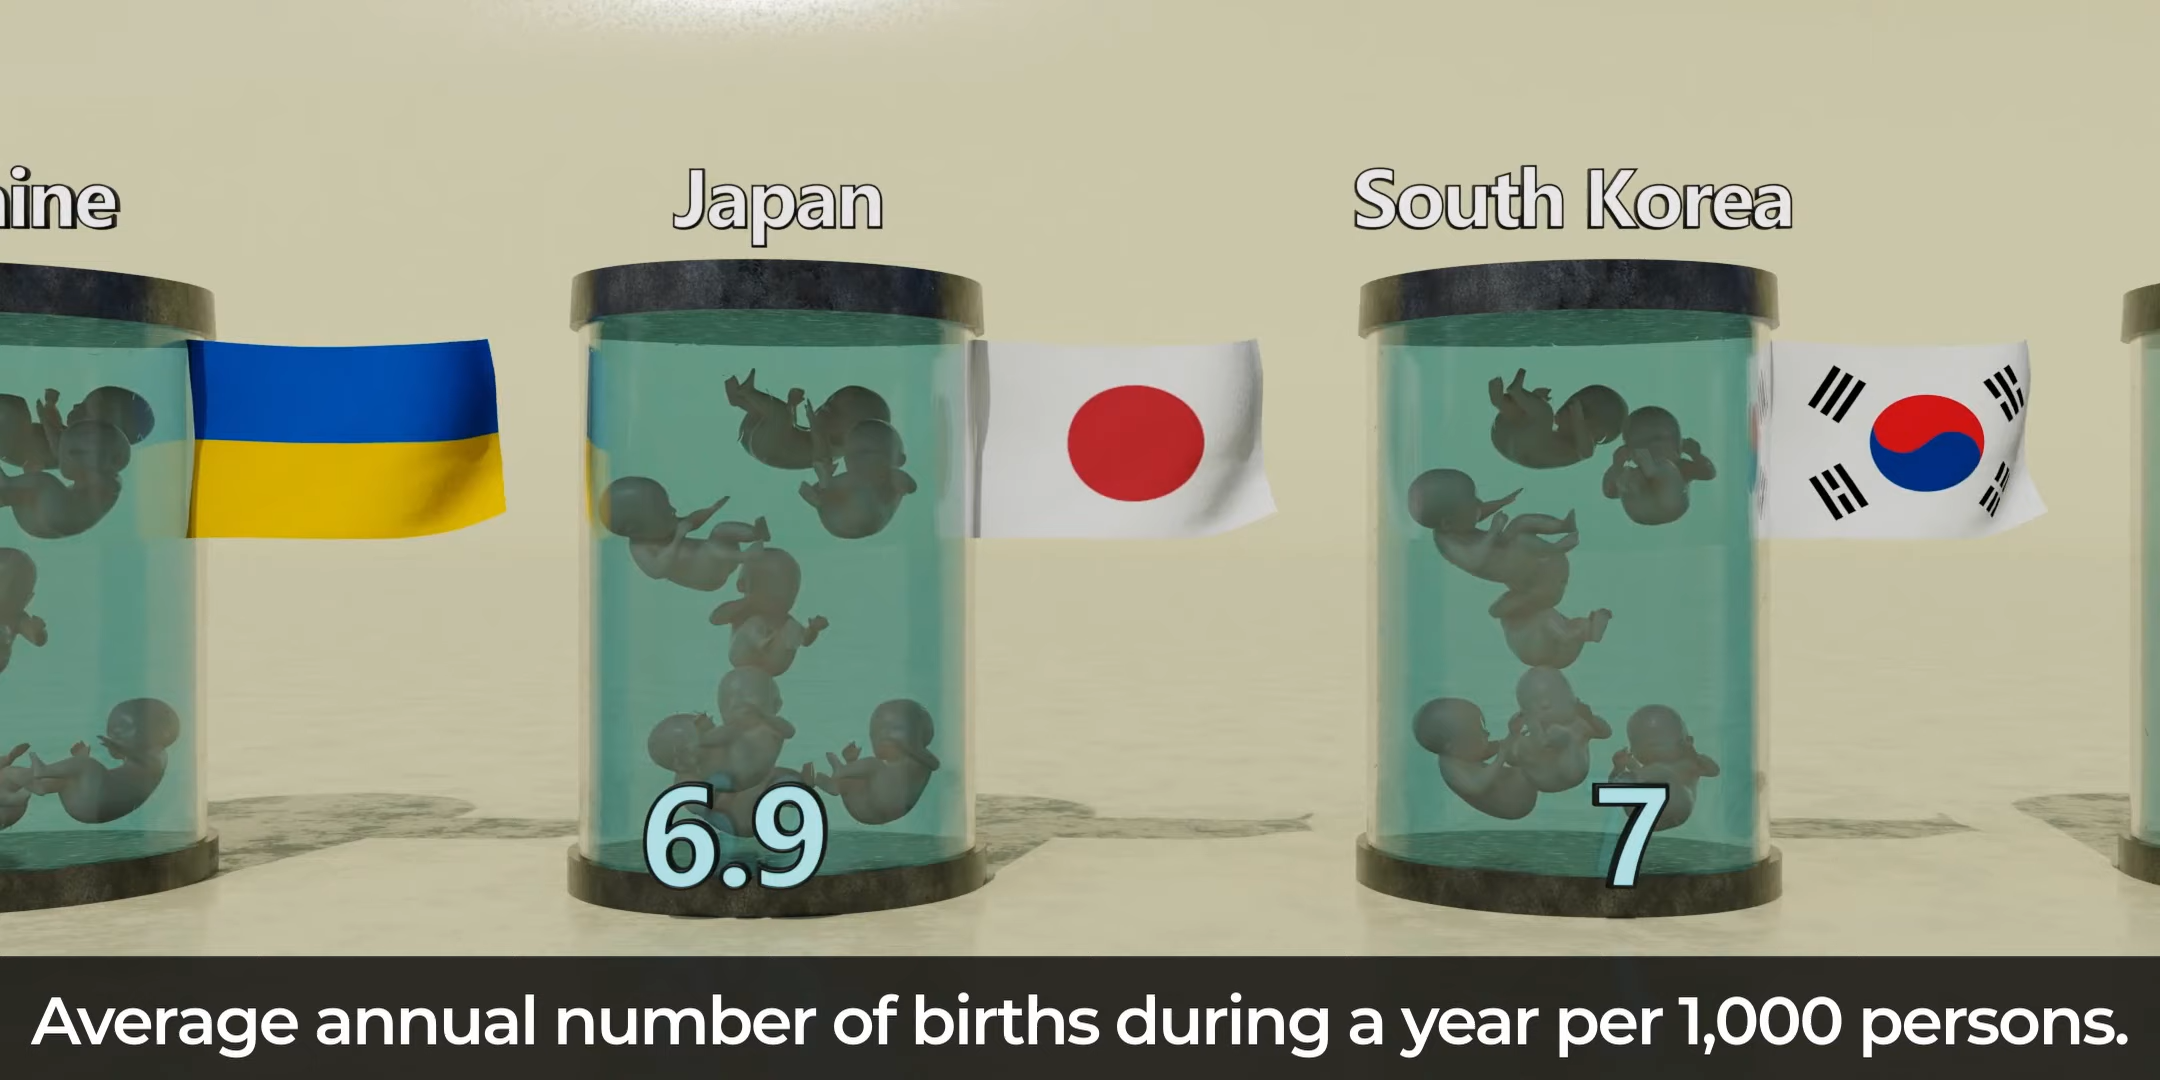 Japan
South Korea
6.9
7
Average annual number of births during a year per 1,000 persons.